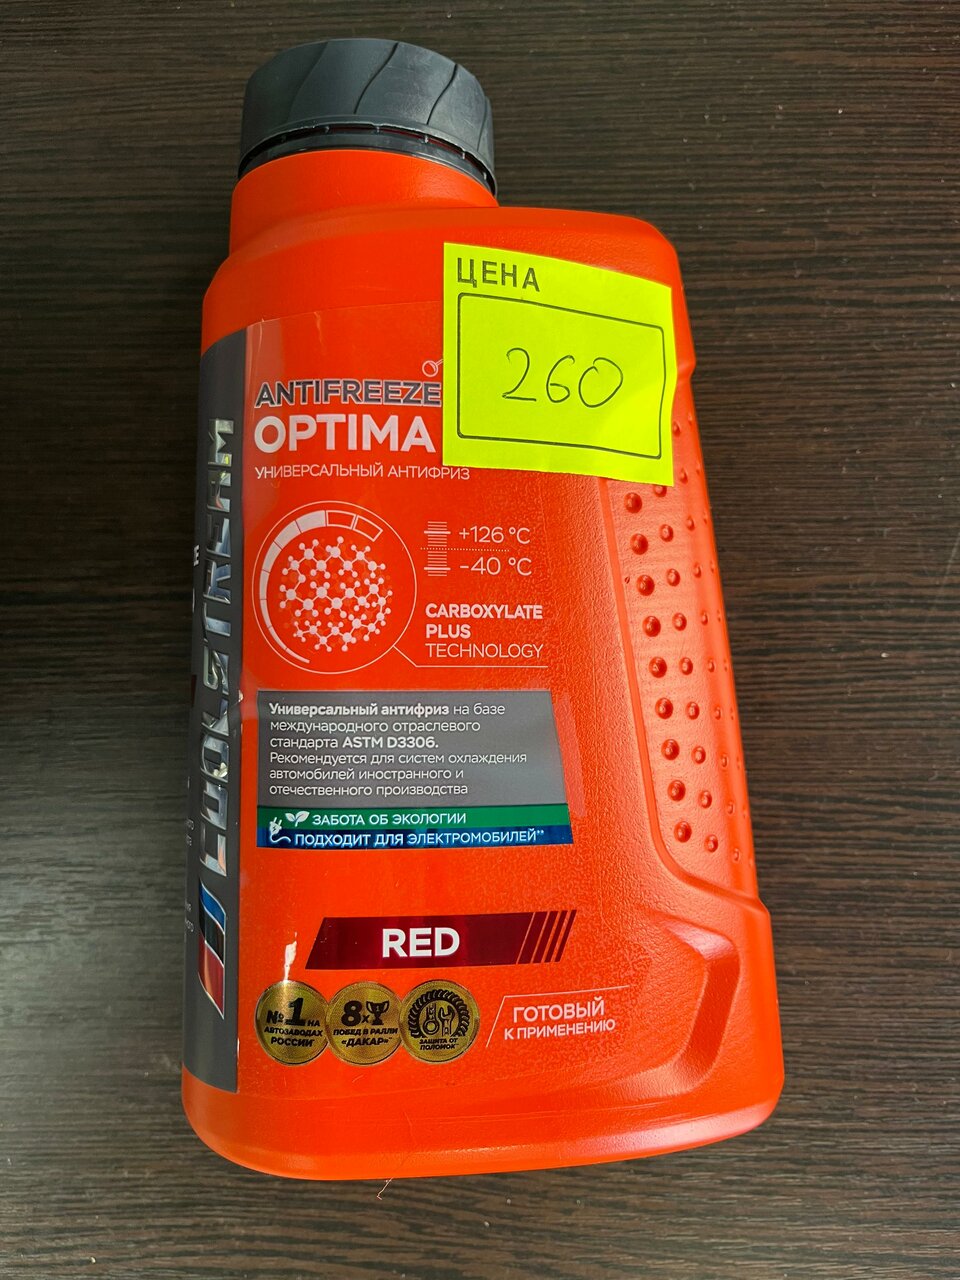 ЦЕНА
260
ANTIFREEZE
OPTIMA
УНИВЕРСАЛЬНЫЙ АНТИФРИЗ
+126 °C
-40 °C
CARBOXYLATE
PLUS
TECHNOLOGY
Универсальный антифриз на базе
международного отраслевого
стандарта ASTM D3306.
Рекомендуется для систем охлаждения
автомобилей иностранного и
отечественного производства
ЗАБОТА ОБ ЭКОЛОГИИ
ПОДХОДИТ ДЛЯ ЭЛЕКТРОМОБИЛЕЙ**
RED
№1 НА
АВТОЗАВОДАХ
РОССИИ*
8x
ПОБЕД В РАЛЛИ
«ДАКАР»
ЗАЩИТА ОТ
ПОЛОМОК
ГОТОВЫЙ
К ПРИМЕНЕНИЮ